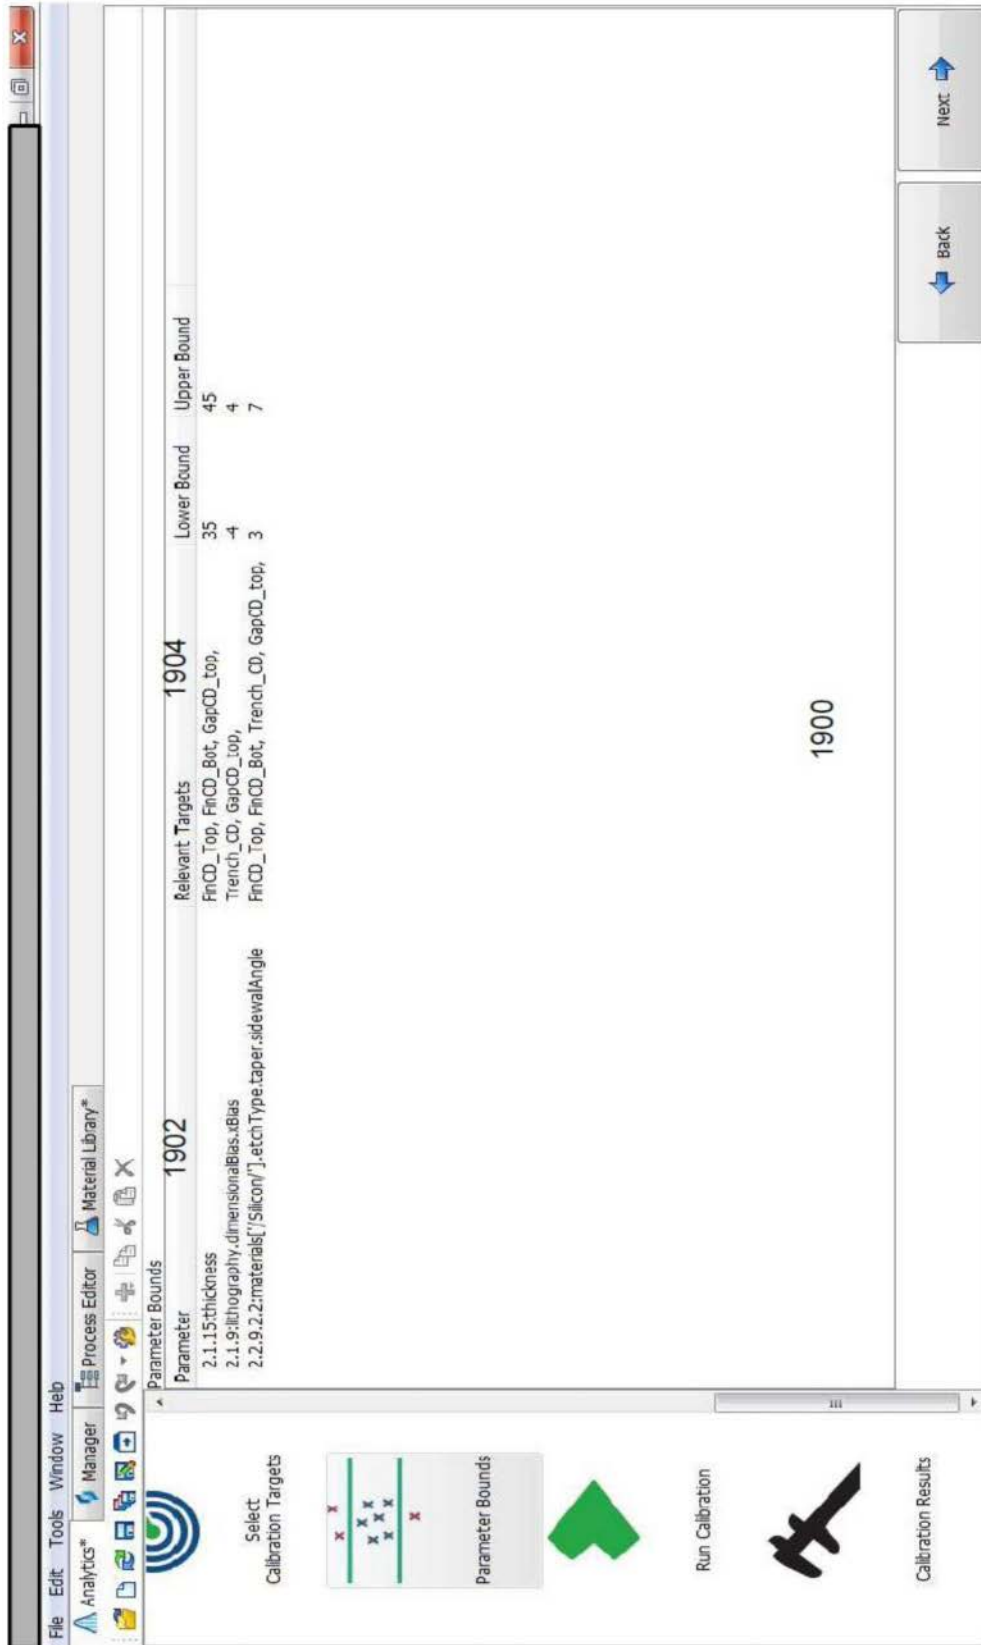 File Edit Tools Window Help
Analytics* Manager Process Editor Material Library*
Parameter Bounds
1902 1904
Parameter Relevant Targets Lower Bound Upper Bound
2.1.15:thickness FinCD_Top, FinCD_Bot, GapCD_top, 35 45
2.1.9:lithography.dimensionalBias.xBias Trench_CD, GapCD_top, -4 4
2.2.9.2.2:materials['/Silicon/'].etchType.taper.sidewalAngle FinCD_Top, FinCD_Bot, Trench_CD, GapCD_top, 3 7
Select
Calibration Targets
Parameter Bounds
Run Calibration
Calibration Results
1900
Back Next